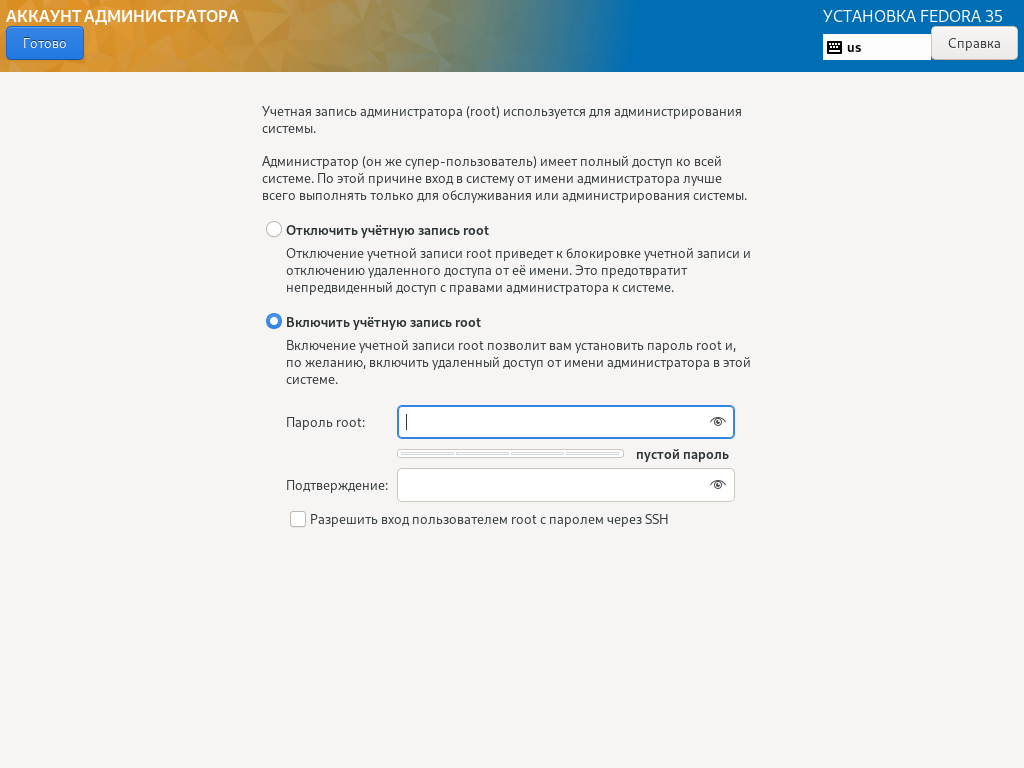 АККАУНТ АДМИНИСТРАТОРА
УСТАНОВКА FEDORA 35
Готово
us
Справка
Учетная запись администратора (root) используется для администрирования
системы.
Администратор (он же супер-пользователь) имеет полный доступ ко всей
системе. По этой причине вход в систему от имени администратора лучше
всего выполнять только для обслуживания или администрирования системы.
Отключить учётную запись root
Отключение учетной записи root приведет к блокировке учетной записи и
отключению удаленного доступа от её имени. Это предотвратит
непредвиденный доступ с правами администратора к системе.
Включить учётную запись root
Включение учетной записи root позволит вам установить пароль root и,
по желанию, включить удаленный доступ от имени администратора в этой
системе.
Пароль root:
пустой пароль
Подтверждение:
Разрешить вход пользователем root с паролем через SSH